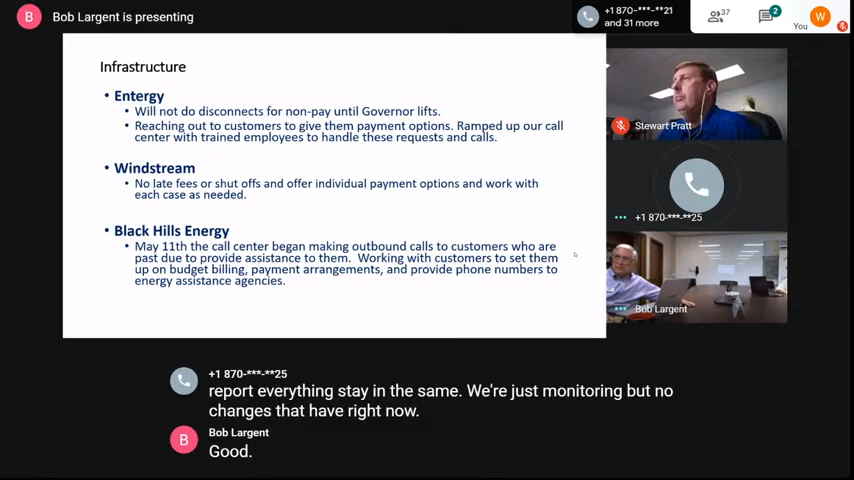 B Bob Largent is presenting
+1 870-***-**21
and 31 more
37
2
You
W
Infrastructure
• Entergy
• Will not do disconnects for non-pay until Governor lifts.
• Reaching out to customers to give them payment options. Ramped up our call
center with trained employees to handle these requests and calls.
• Windstream
• No late fees or shut offs and offer individual payment options and work with
each case as needed.
• Black Hills Energy
• May 11th the call center began making outbound calls to customers who are
past due to provide assistance to them.  Working with customers to set them
up on budget billing, payment arrangements, and provide phone numbers to
energy assistance agencies.
Stewart Pratt
+1 870-***-**25
Bob Largent
+1 870-***-**25
report everything stay in the same. We're just monitoring but no
changes that have right now.
B Bob Largent
Good.